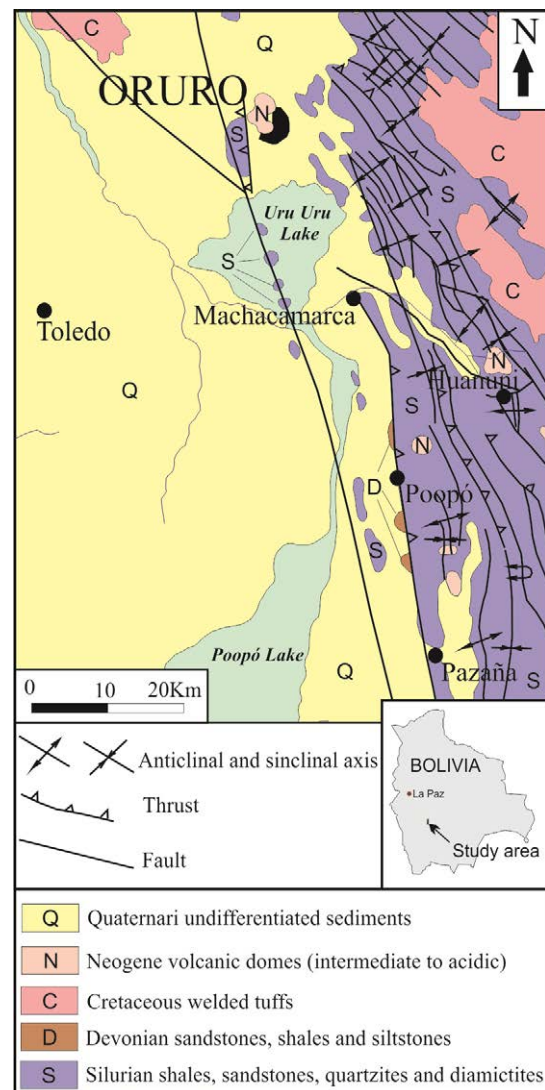 C
Q
N
ORURO
N
S
C
Uru Uru
Lake
S
S
Machacamarca
C
Toledo
N
Huanuni
Q
S
N
D
Poopó
S
Poopó Lake
Q
Pazaña
S
0 10 20Km
Anticlinal and sinclinal axis
Thrust
Fault
BOLIVIA
La Paz
Study area
Q Quaternari undifferentiated sediments
N Neogene volcanic domes (intermediate to acidic)
C Cretaceous welded tuffs
D Devonian sandstones, shales and siltstones
S Silurian shales, sandstones, quartzites and diamictites